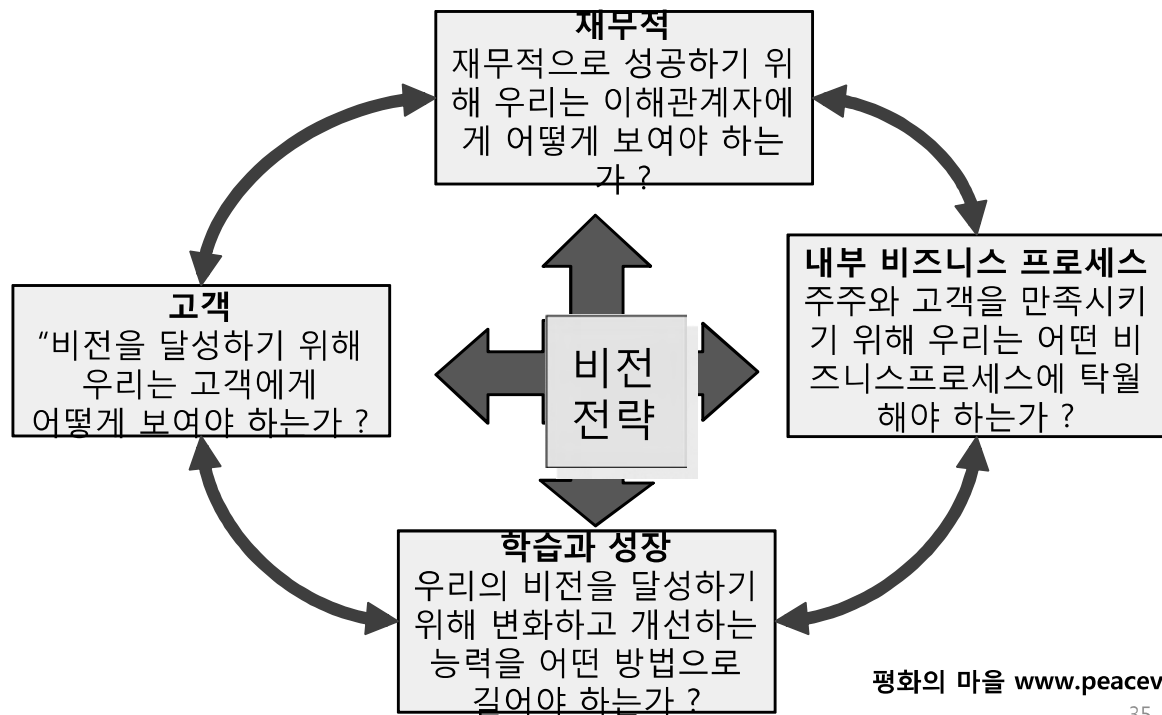 재무적
재무적으로 성공하기 위
해 우리는 이해관계자에
게 어떻게 보여야 하는
가 ?
고객
“비전을 달성하기 위해
우리는 고객에게
어떻게 보여야 하는가 ?
비전
전략
내부 비즈니스 프로세스
주주와 고객을 만족시키
기 위해 우리는 어떤 비
즈니스프로세스에 탁월
해야 하는가 ?
학습과 성장
우리의 비전을 달성하기
위해 변화하고 개선하는
능력을 어떤 방법으로
길어야 하는가 ?
평화의 마을 www.peacev
35